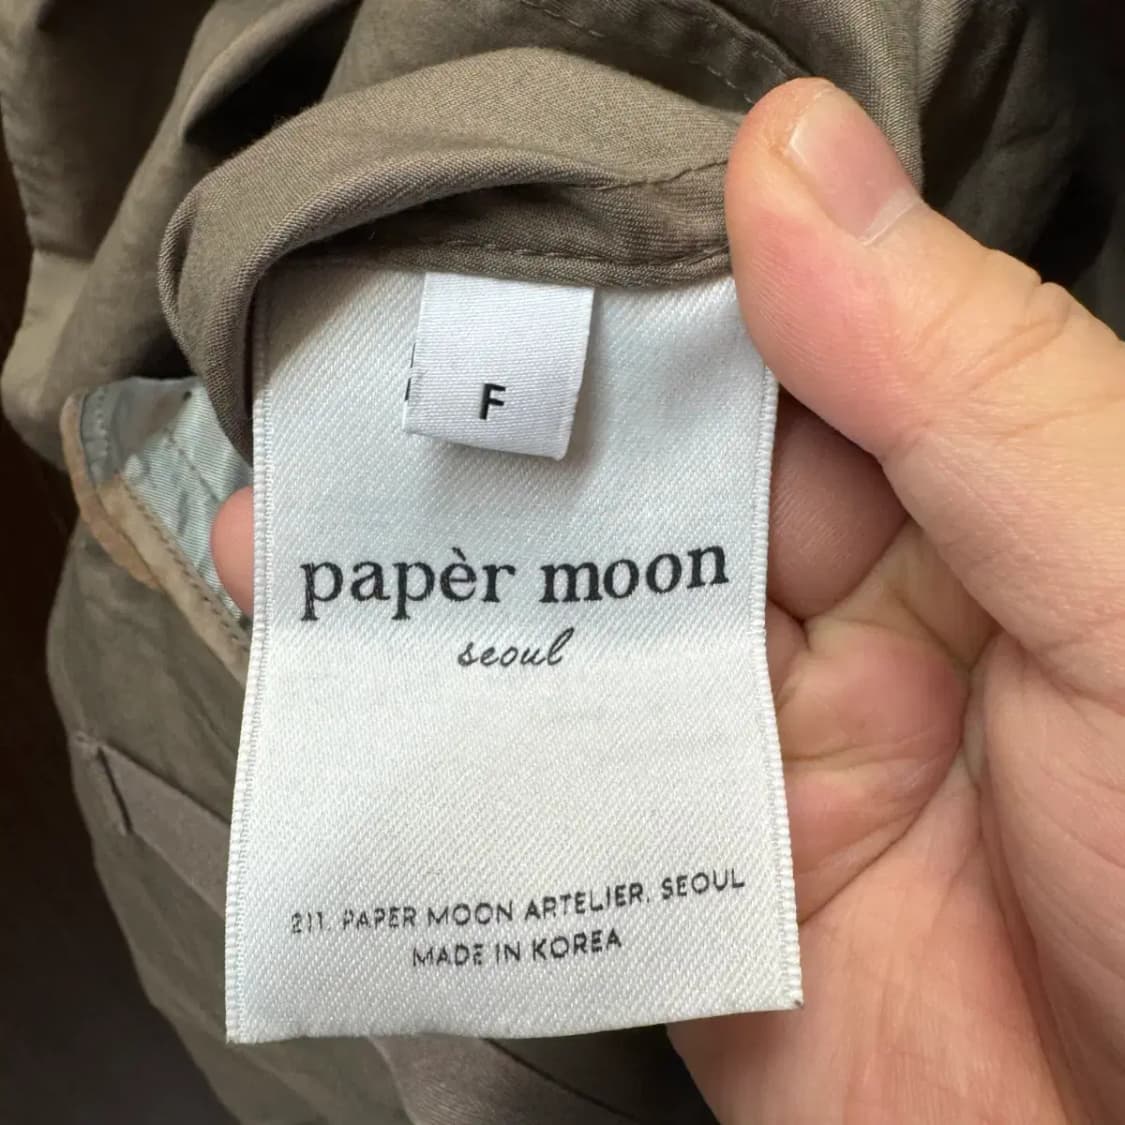 F
papèr moon
seoul
211. PAPER MOON ARTELIER. SEOUL
MADE IN KOREA